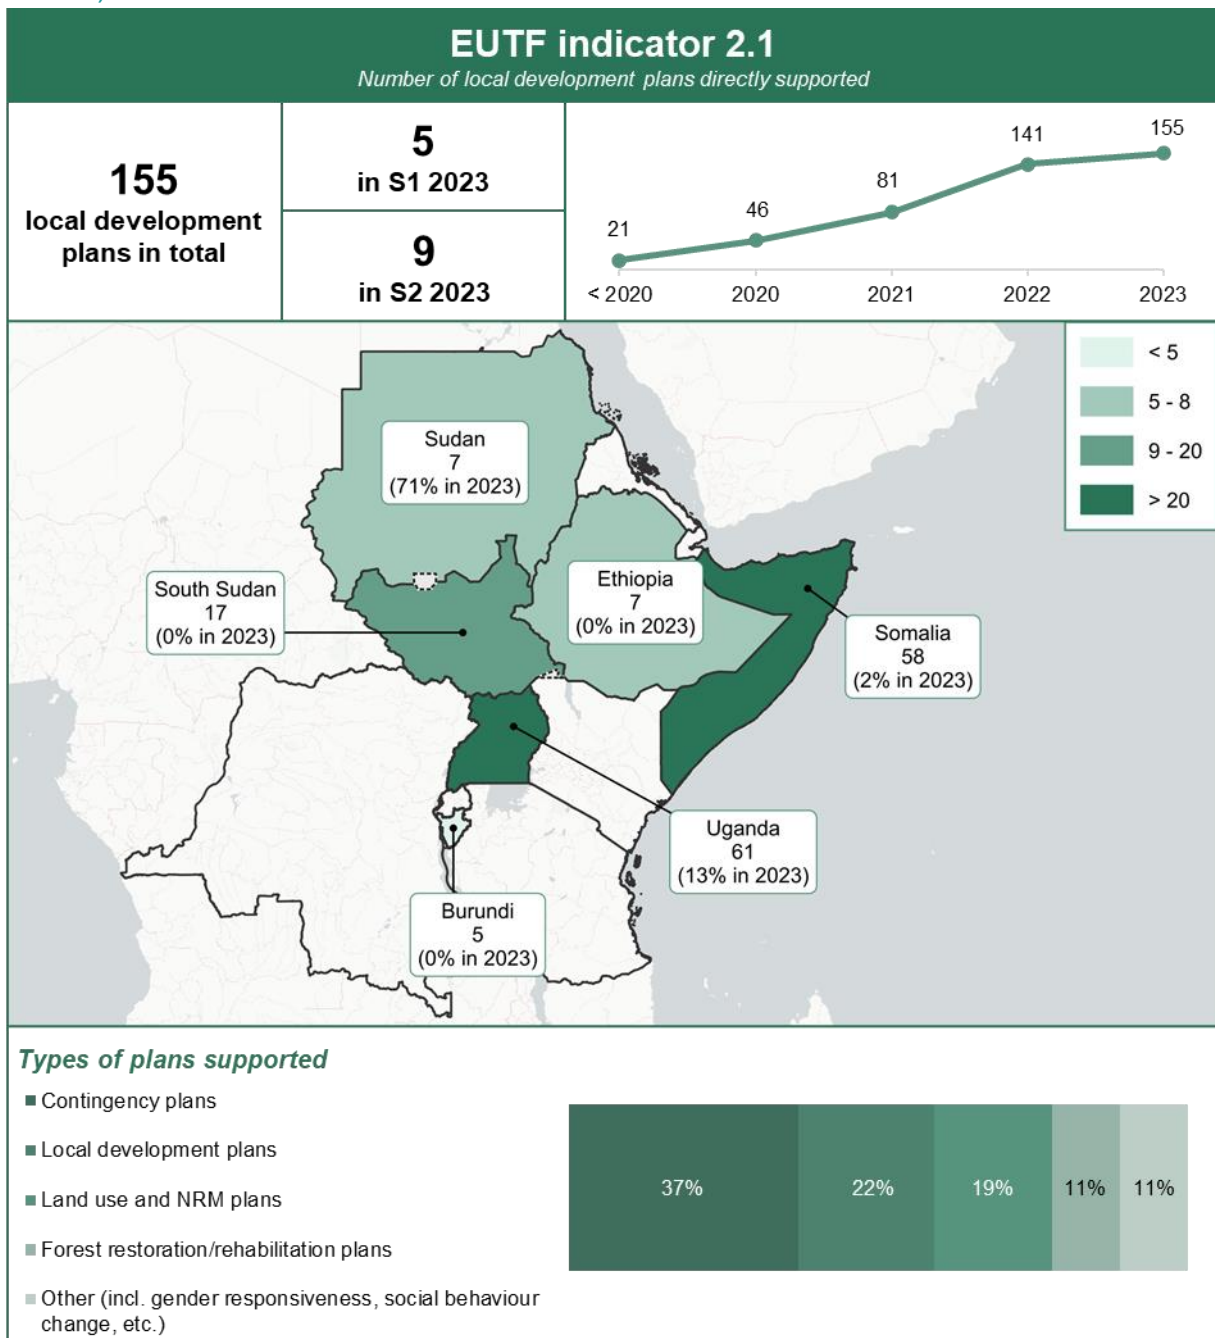 EUTF indicator 2.1
Number of local development plans directly supported
155
local development
plans in total
5
in S1 2023
9
in S2 2023
21
46
81
141
155
< 2020
2020
2021
2022
2023
< 5
5 - 8
9 - 20
> 20
Sudan
7
(71% in 2023)
South Sudan
17
(0% in 2023)
Ethiopia
7
(0% in 2023)
Somalia
58
(2% in 2023)
Uganda
61
(13% in 2023)
Burundi
5
(0% in 2023)
Types of plans supported
Contingency plans
Local development plans
Land use and NRM plans
Forest restoration/rehabilitation plans
Other (incl. gender responsiveness, social behaviour
change, etc.)
37%
22%
19%
11%
11%